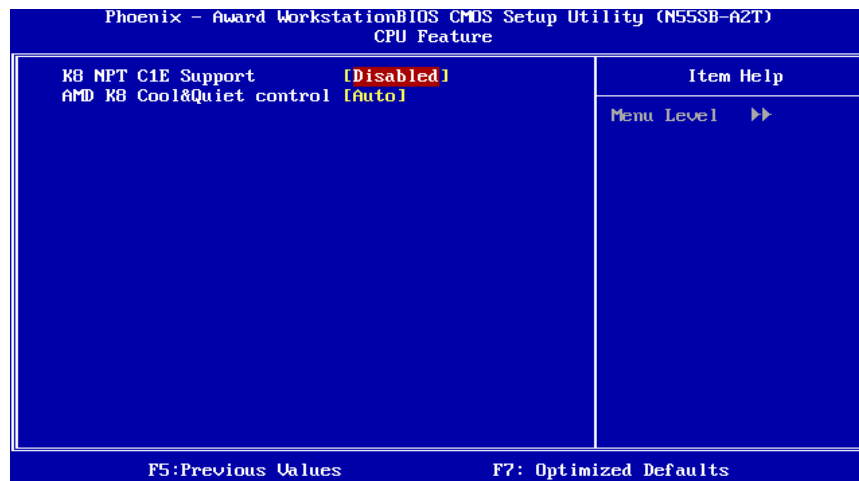 Phoenix - Award WorkstationBIOS CMOS Setup Utility (N55SB-A2T)
CPU Feature
K8 NPT C1E Support [Disabled]
AMD K8 Cool&Quiet control [Auto]
Item Help
Menu Level ▶▶
F5:Previous Values F7: Optimized Defaults